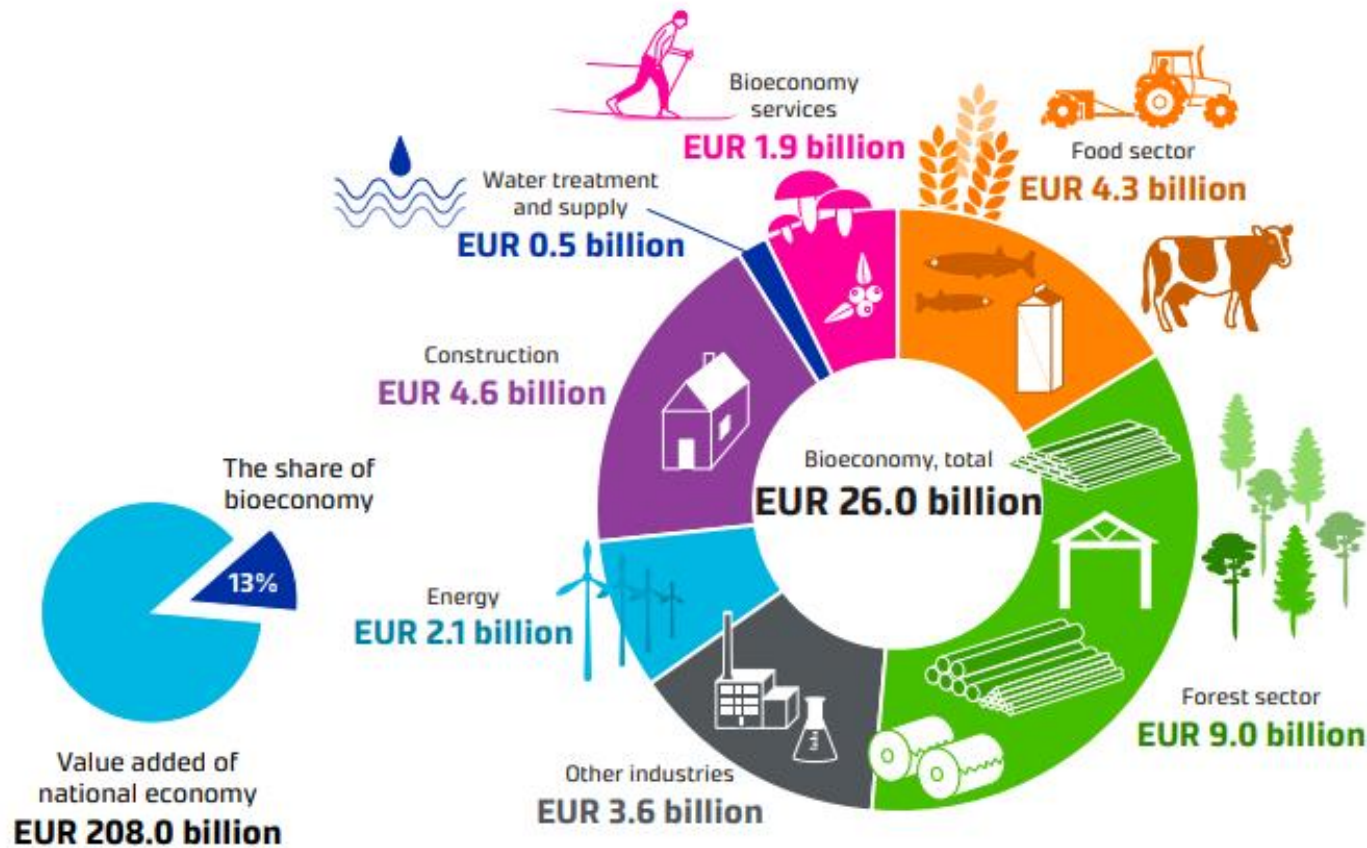 Bioeconomy
services
EUR 1.9 billion
Food sector
EUR 4.3 billion
Water treatment
and supply
EUR 0.5 billion
Construction
EUR 4.6 billion
Bioeconomy, total
EUR 26.0 billion
The share of
bioeconomy
13%
Energy
EUR 2.1 billion
Forest sector
EUR 9.0 billion
Other industries
EUR 3.6 billion
Value added of
national economy
EUR 208.0 billion